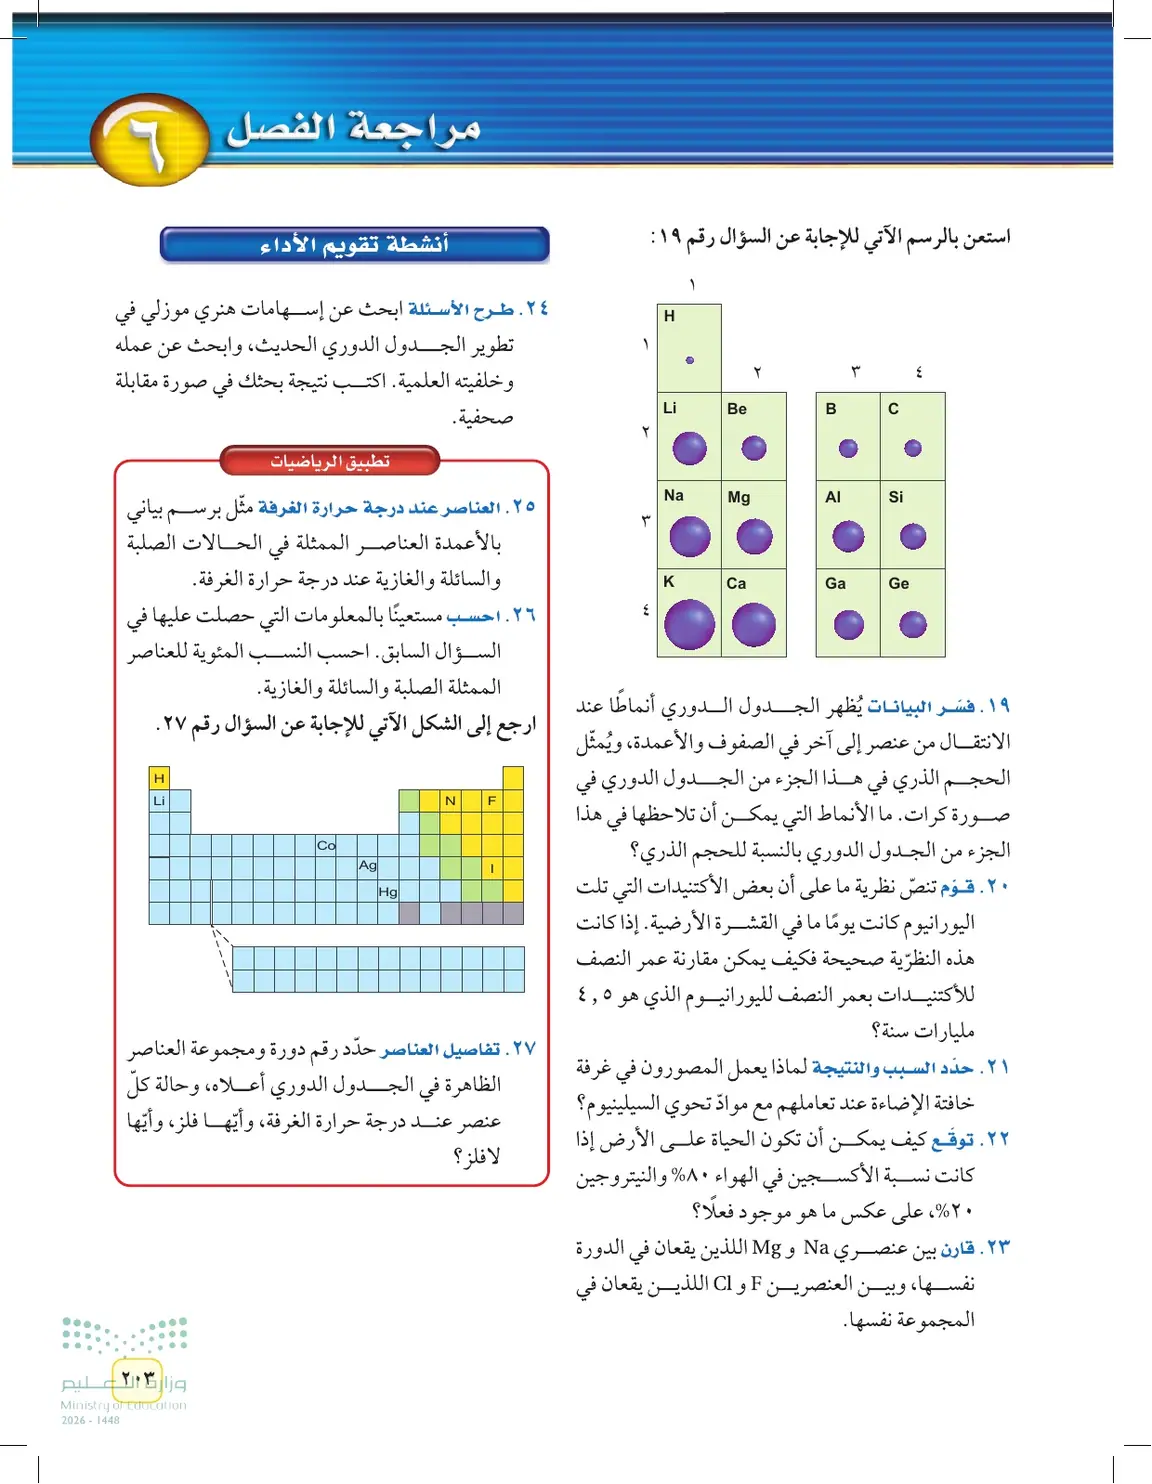 مراجعة الفصل
٦
استعن بالرسم الآتي للإجابة عن السؤال رقم ١٩:
١
H
١
٢ ٣ ٤
Li Be B C
٢
Na Mg Al Si
٣
K Ca Ga Ge
٤
١٩. فسّر البيانات يُظهر الجدول الدوري أنماطًا عند
الانتقال من عنصر إلى آخر في الصفوف والأعمدة، ويُمثّل
الحجم الذري في هذا الجزء من الجدول الدوري في
صورة كرات. ما الأنماط التي يمكن أن تلاحظها في هذا
الجزء من الجدول الدوري بالنسبة للحجم الذري؟
٢٠. قوّم تنصّ نظرية ما على أن بعض الأكتنيدات التي تلت
اليورانيوم كانت يومًا ما في القشرة الأرضية. إذا كانت
هذه النظرّية صحيحة فكيف يمكن مقارنة عمر النصف
للأكتنيدات بعمر النصف لليورانيوم الذي هو ٤,٥
مليارات سنة؟
٢١. حدّد السبب والنتيجة لماذا يعمل المصورون في غرفة
خافتة الإضاءة عند تعاملهم مع موادّ تحوي السيلينيوم؟
٢٢. توقَّع كيف يمكن أن تكون الحياة على الأرض إذا
كانت نسبة الأكسجين في الهواء ٨٠% والنيتروجين
٢٠%، على عكس ما هو موجود فعلًا؟
٢٣. قارن بين عنصري Na و Mg اللذين يقعان في الدورة
نفسها، وبين العنصرين F و Cl اللذين يقعان في
المجموعة نفسها.
أنشطة تقويم الأداء
٢٤. طرح الأسئلة ابحث عن إسهامات هنري موزلي في
تطوير الجدول الدوري الحديث، وابحث عن عمله
وخلفيته العلمية. اكتب نتيجة بحثك في صورة مقابلة
صحفية.
تطبيق الرياضيات
٢٥. العناصر عند درجة حرارة الغرفة مثّل برسم بياني
بالأعمدة العناصر الممثلة في الحالات الصلبة
والسائلة والغازية عند درجة حرارة الغرفة.
٢٦. احسب مستعينًا بالمعلومات التي حصلت عليها في
السؤال السابق. احسب النسب المئوية للعناصر
الممثلة الصلبة والسائلة والغازية.
ارجع إلى الشكل الآتي للإجابة عن السؤال رقم ٢٧.
H
Li N F
Co
Ag I
Hg
٢٧. تفاصيل العناصر حدّد رقم دورة ومجموعة العناصر
الظاهرة في الجدول الدوري أعلاه، وحالة كلّ
عنصر عند درجة حرارة الغرفة، وأيّها فلز، وأيّها
لافلز؟
وزارة التعليم
٢٠٣
Ministry of Education
2026 - 1448